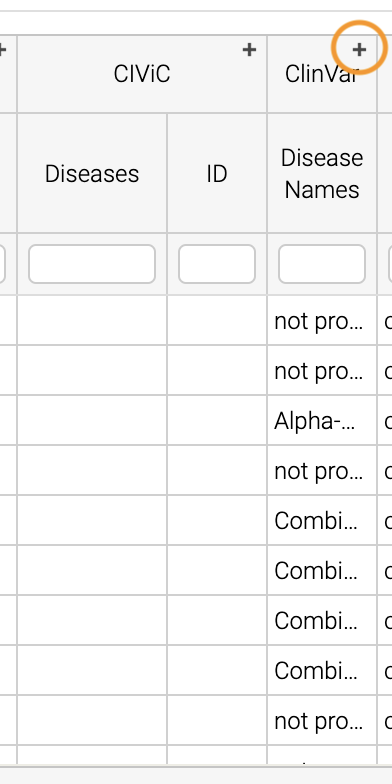 + + +
CIViC ClinVar
Diseases ID Disease
Names
not pro...
not pro...
Alpha-...
not pro...
Combi...
Combi...
Combi...
Combi...
not pro...